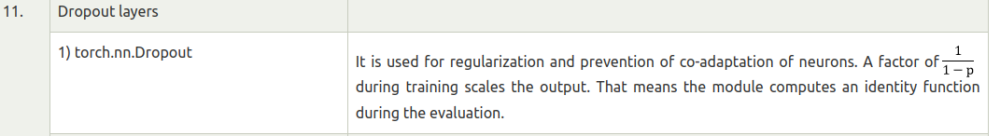 11. Dropout layers
1) torch.nn.Dropout
It is used for regularization and prevention of co-adaptation of neurons. A factor of 1/(1 − p)
during training scales the output. That means the module computes an identity function
during the evaluation.